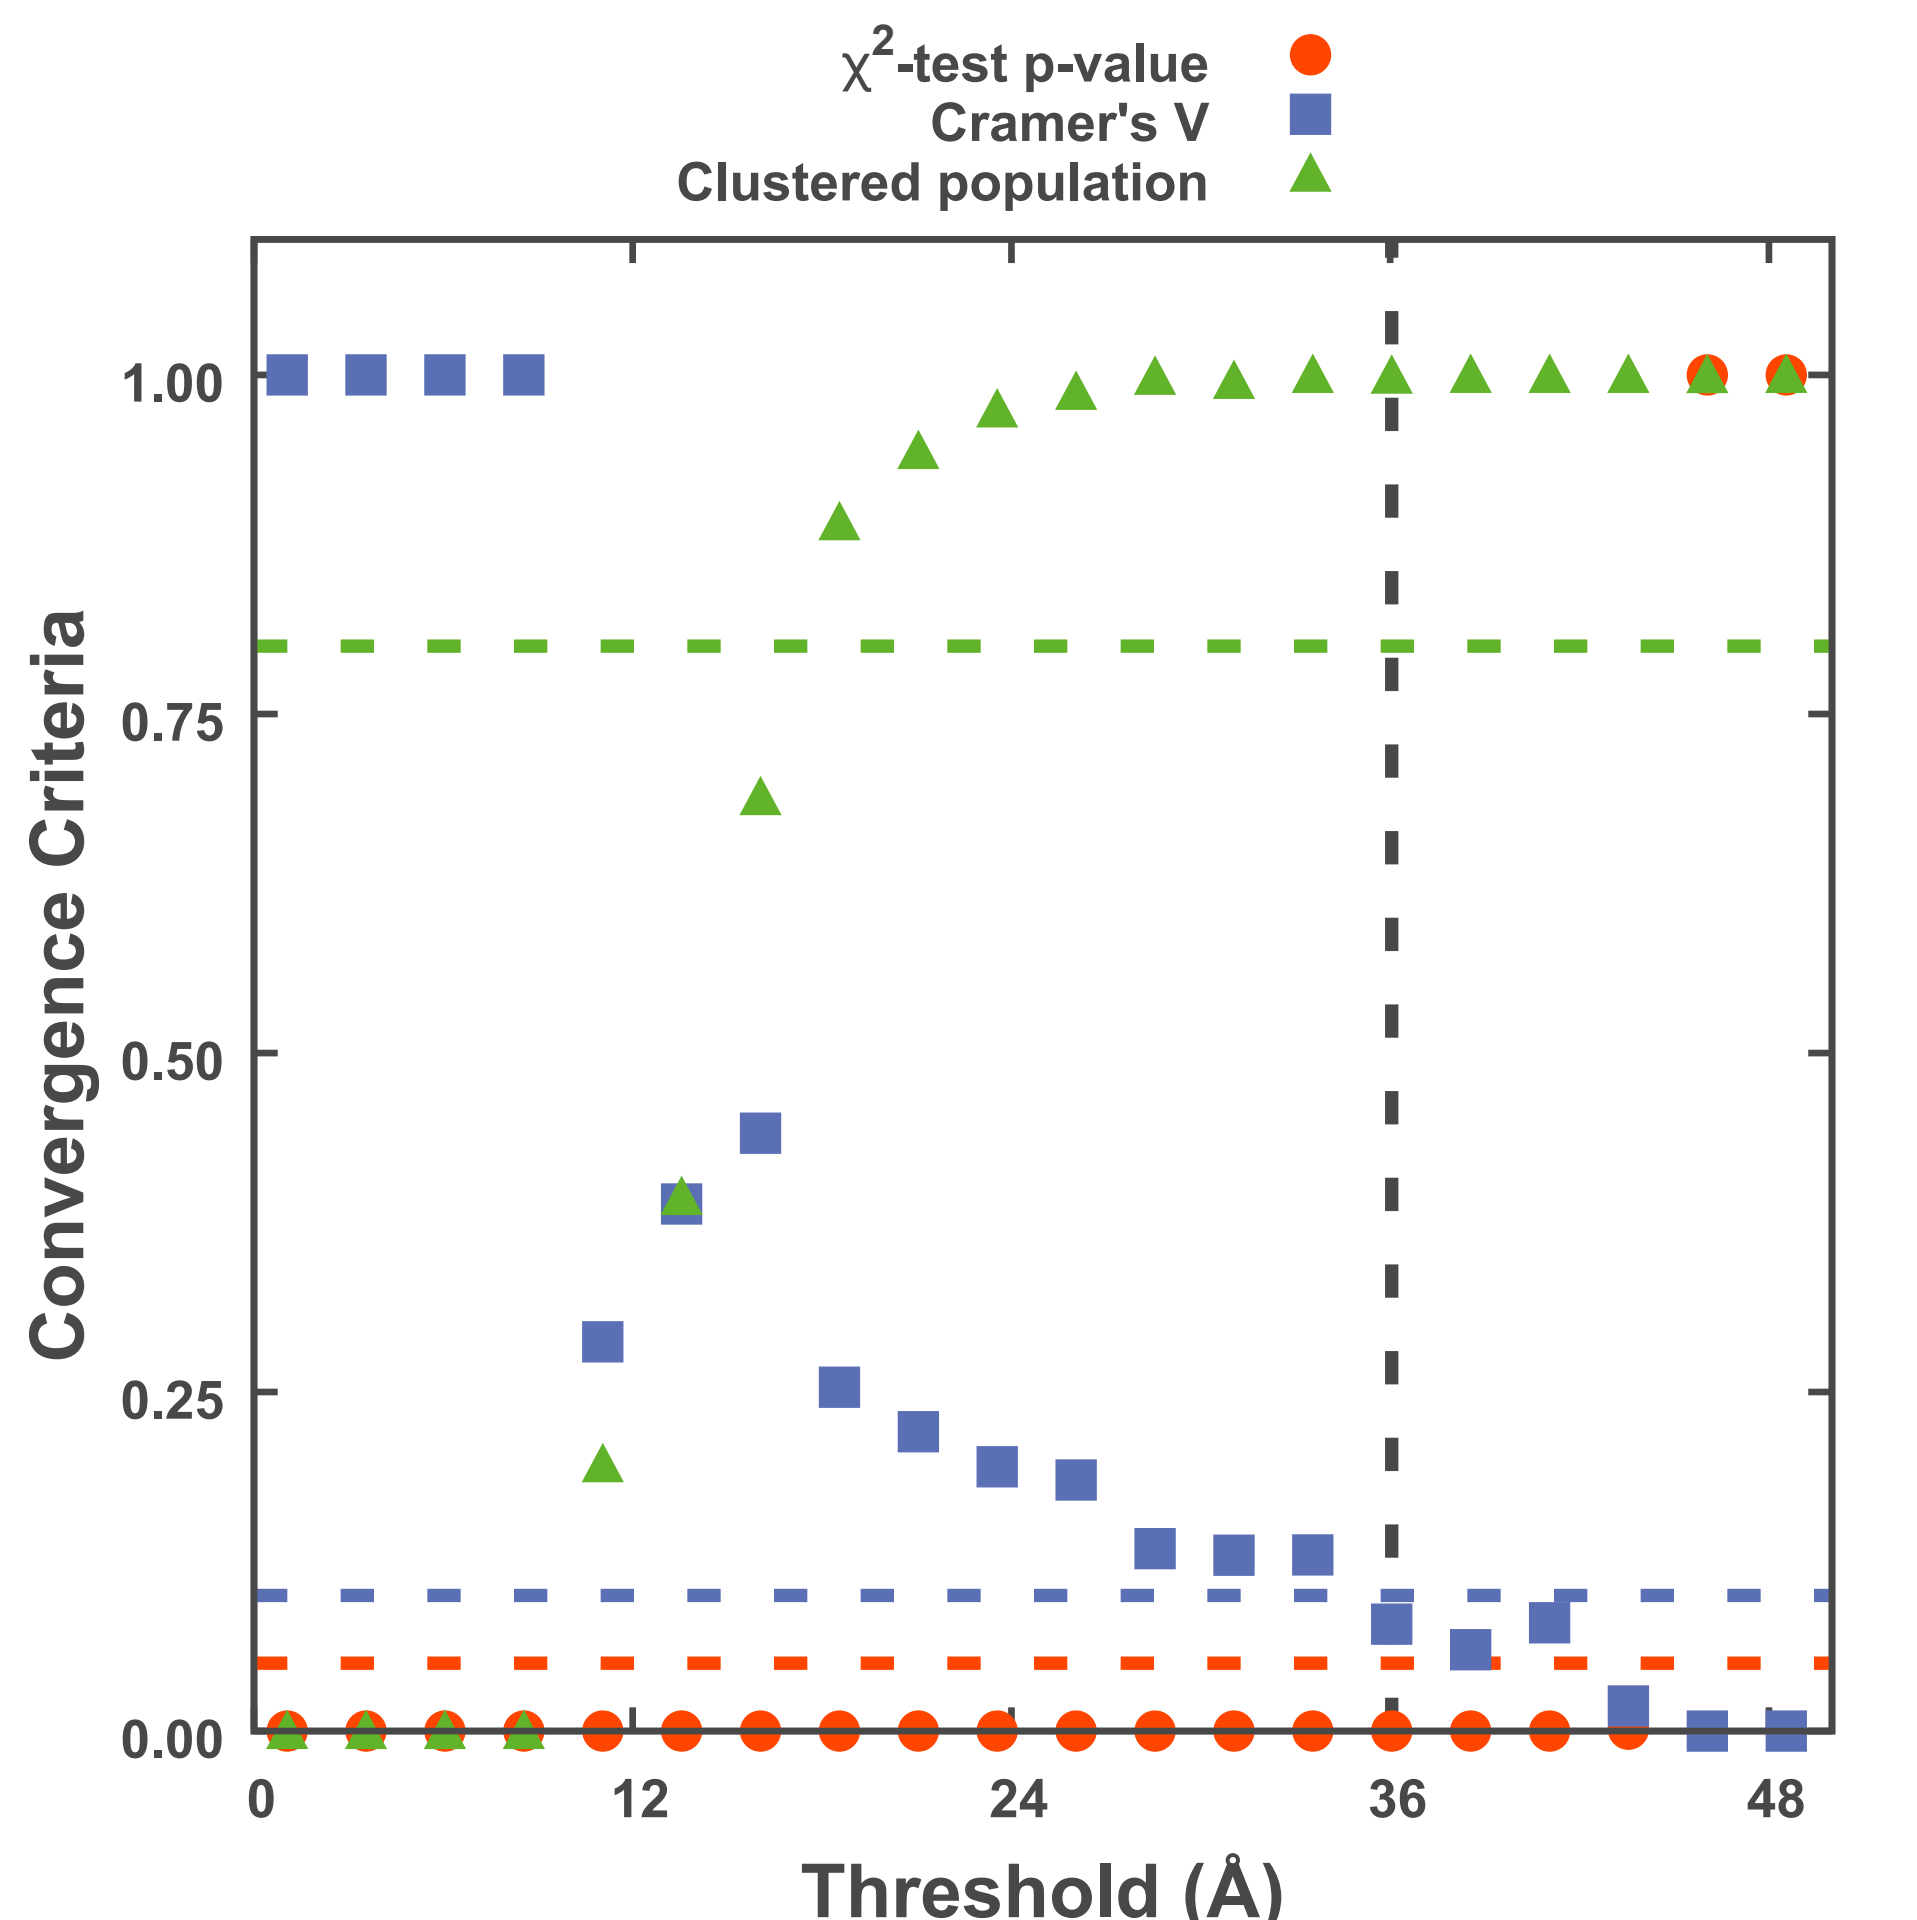 χ2-test p-value
Cramer's V
Clustered population
1.00
0.75
0.50
0.25
0.00
Convergence Criteria
0 12 24 36 48
Threshold (Å)